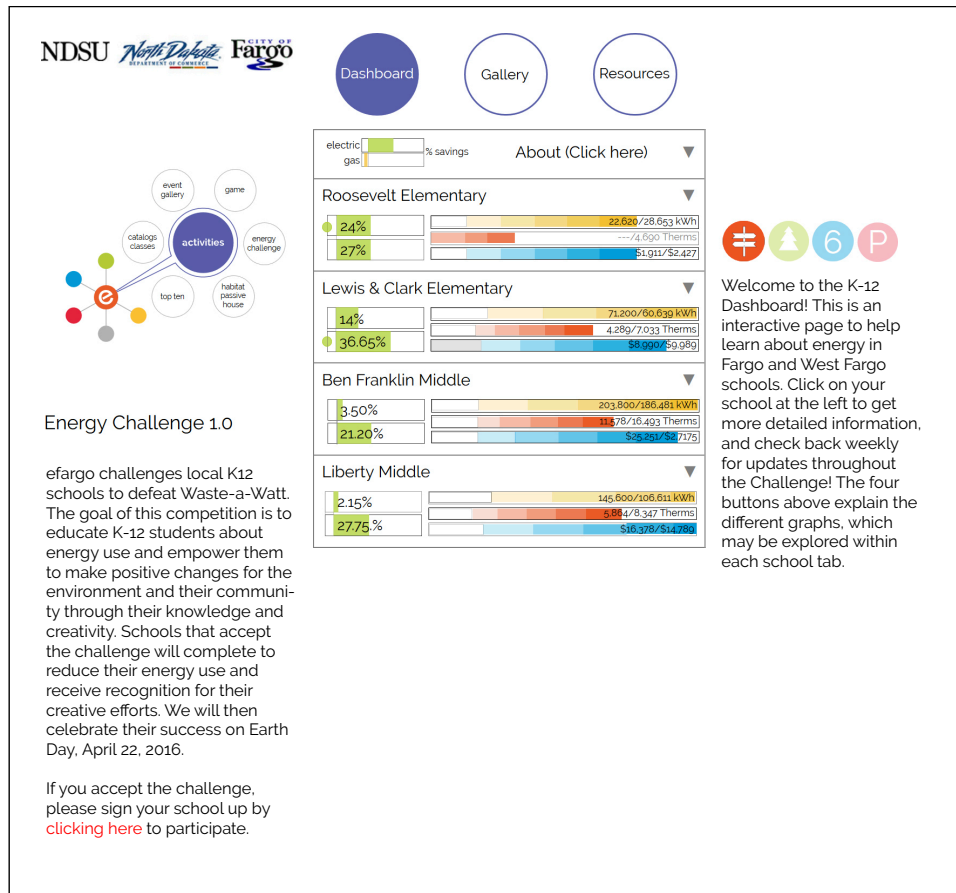 NDSU
North Dakota
DEPARTMENT OF COMMERCE
CITY OF
Fargo
Dashboard
Gallery
Resources
electric
gas
% savings
About (Click here)
Roosevelt Elementary
24%
27%
22,620/28,653 kWh
---/4,690 Therms
$1,911/$2,427
Lewis & Clark Elementary
14%
36.65%
71,200/60,639 kWh
4,289/7,033 Therms
$8,990/$9,989
Ben Franklin Middle
3.50%
21.20%
203,800/186,481 kWh
11,578/16,493 Therms
$25,251/$2,7175
Liberty Middle
2.15%
27.75.%
145,600/106,611 kWh
5,864/8,347 Therms
$16,378/$14,789
event
gallery
game
catalogs
classes
activities
energy
challenge
top ten
habitat
passive
house
e
Energy Challenge 1.0
efargo challenges local K12
schools to defeat Waste-a-Watt.
The goal of this competition is to
educate K-12 students about
energy use and empower them
to make positive changes for the
environment and their communi-
ty through their knowledge and
creativity. Schools that accept
the challenge will complete to
reduce their energy use and
receive recognition for their
creative efforts. We will then
celebrate their success on Earth
Day, April 22, 2016.
If you accept the challenge,
please sign your school up by
clicking here to participate.
6
P
Welcome to the K-12
Dashboard! This is an
interactive page to help
learn about energy in
Fargo and West Fargo
schools. Click on your
school at the left to get
more detailed information,
and check back weekly
for updates throughout
the Challenge! The four
buttons above explain the
different graphs, which
may be explored within
each school tab.